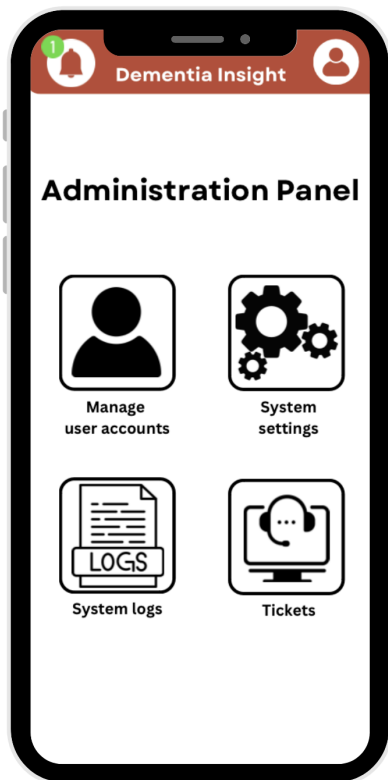 1
Dementia Insight
Administration Panel
Manage
user accounts
System
settings
LOGS
System logs
Tickets